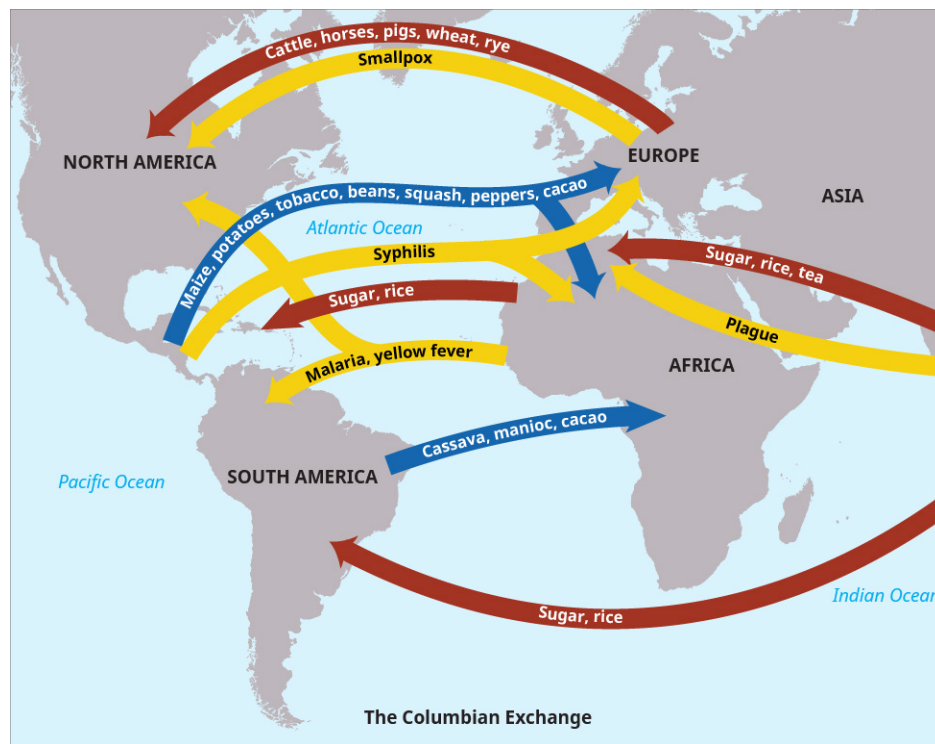 Cattle, horses, pigs, wheat, rye
Smallpox
NORTH AMERICA
EUROPE
ASIA
Maize, potatoes, tobacco, beans, squash, peppers, cacao
Atlantic Ocean
Syphilis
Sugar, rice, tea
Sugar, rice
Plague
Malaria, yellow fever
AFRICA
Cassava, manioc, cacao
SOUTH AMERICA
Pacific Ocean
Indian Ocean
Sugar, rice
The Columbian Exchange